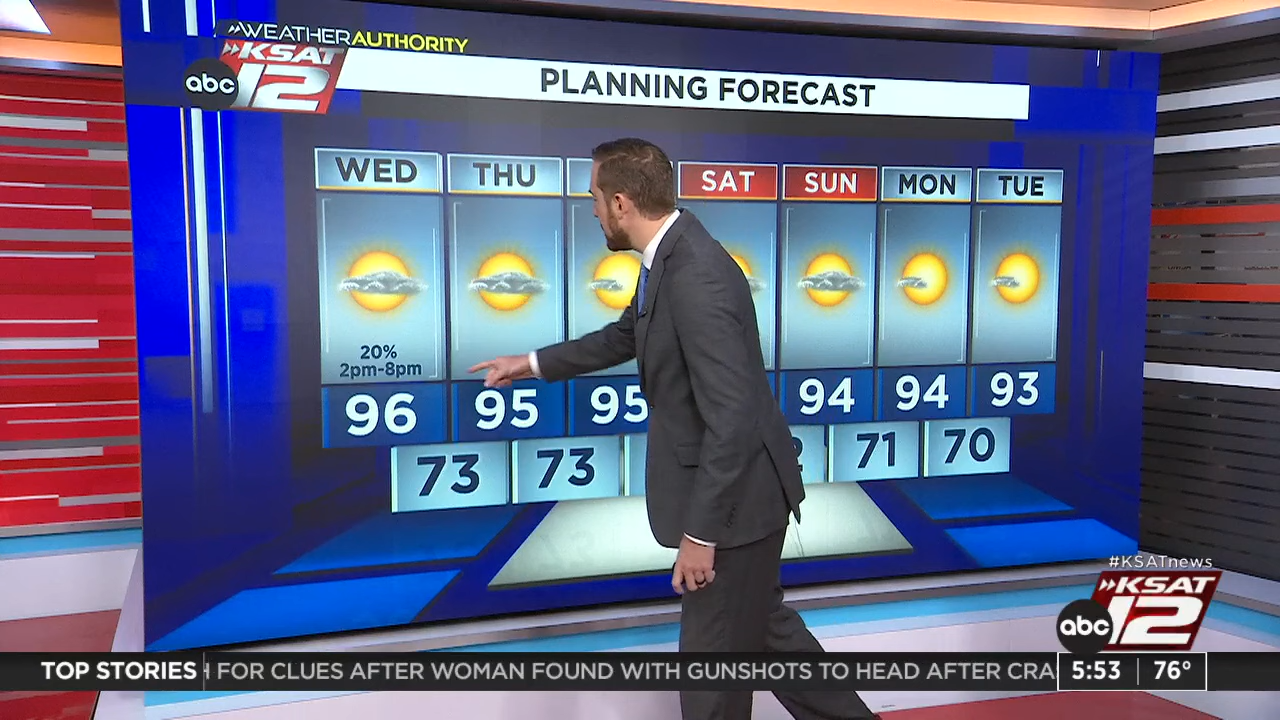 WEATHERAUTHORITY
KSAT
abc 12
PLANNING FORECAST
WED THU SAT SUN MON TUE
20%
2pm-8pm
96 95 95 94 94 93
73 73 2 71 70
#KSATnews
KSAT
abc 12
TOP STORIES FOR CLUES AFTER WOMAN FOUND WITH GUNSHOTS TO HEAD AFTER CRA 5:53 76°